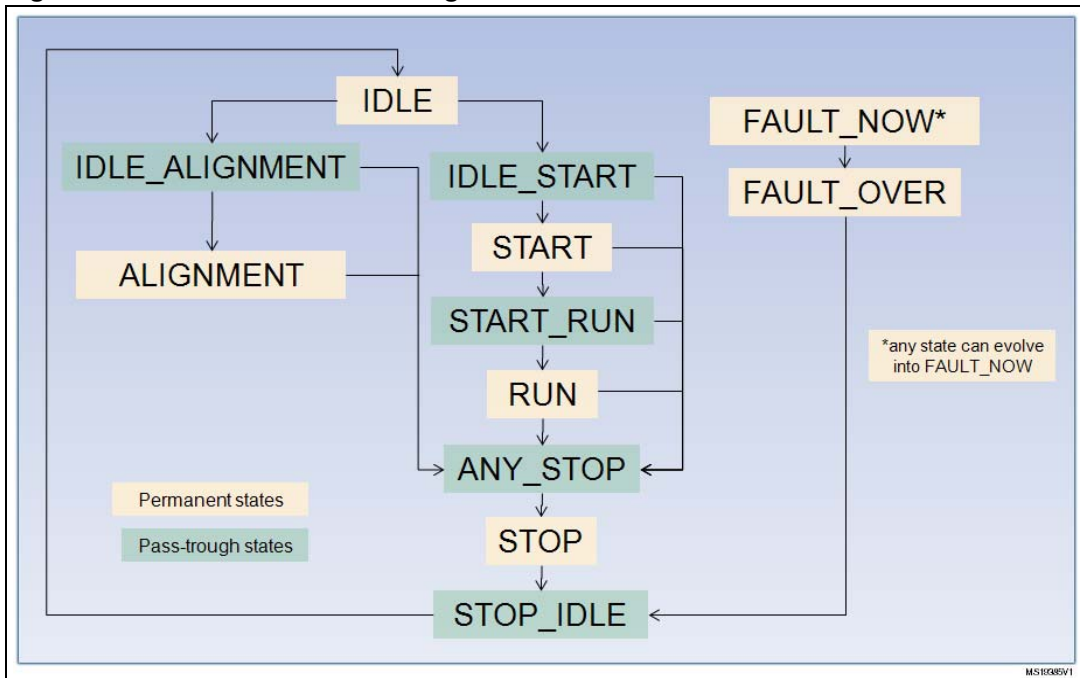 IDLE
FAULT_NOW*
IDLE_ALIGNMENT
IDLE_START
FAULT_OVER
START
ALIGNMENT
START_RUN
*any state can evolve
into FAULT_NOW
RUN
ANY_STOP
Permanent states
STOP
Pass-trough states
STOP_IDLE
MS19385V1